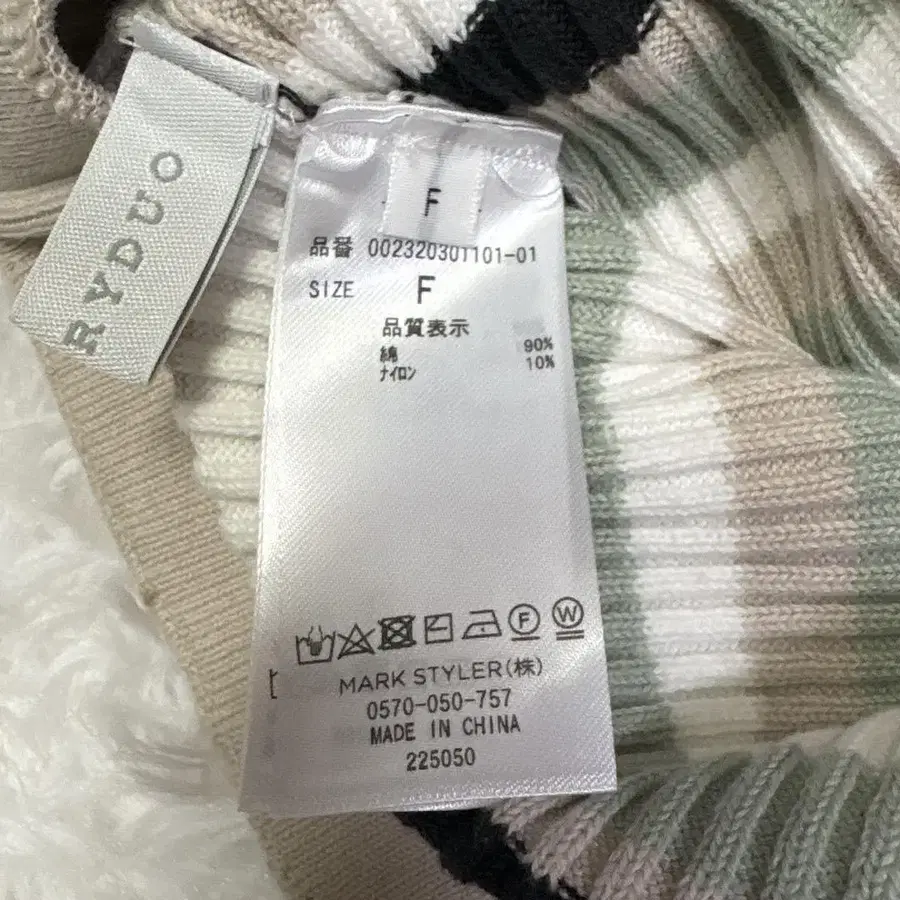 RYDUO
F
品番 002320301101-01
SIZE F
品質表示
綿 90%
ナイロン 10%
F W
MARK STYLER(株)
0570-050-757
MADE IN CHINA
225050